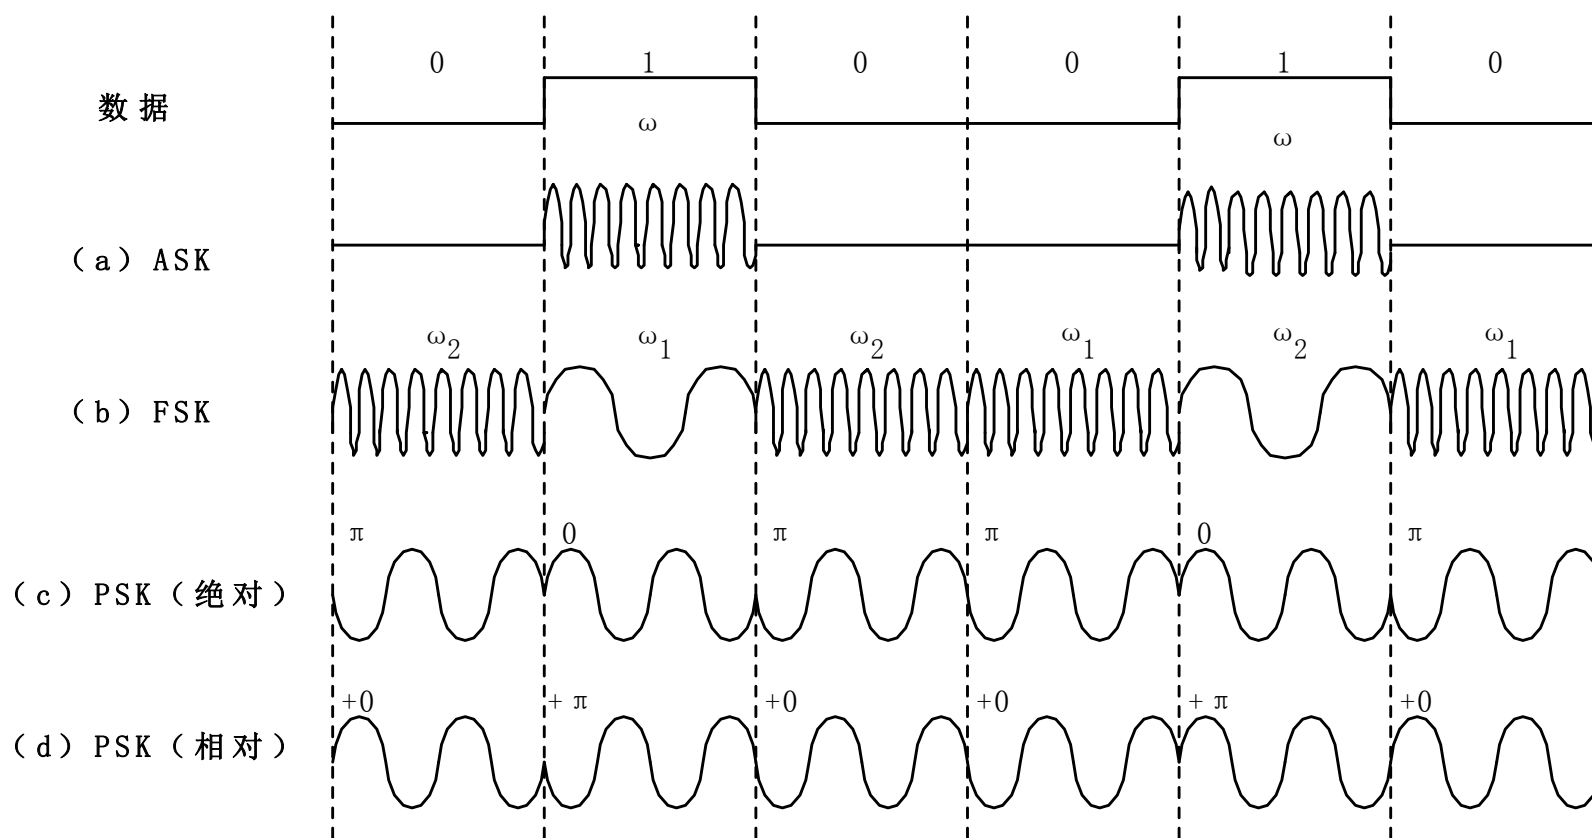 0 1 0 0 1 0
数据
ω ω
(a) ASK
ω2 ω1 ω2 ω1 ω2 ω1
(b) FSK
π 0 π π 0 π
(c) PSK(绝对)
+0 +π +0 +0 +π +0
(d) PSK(相对)